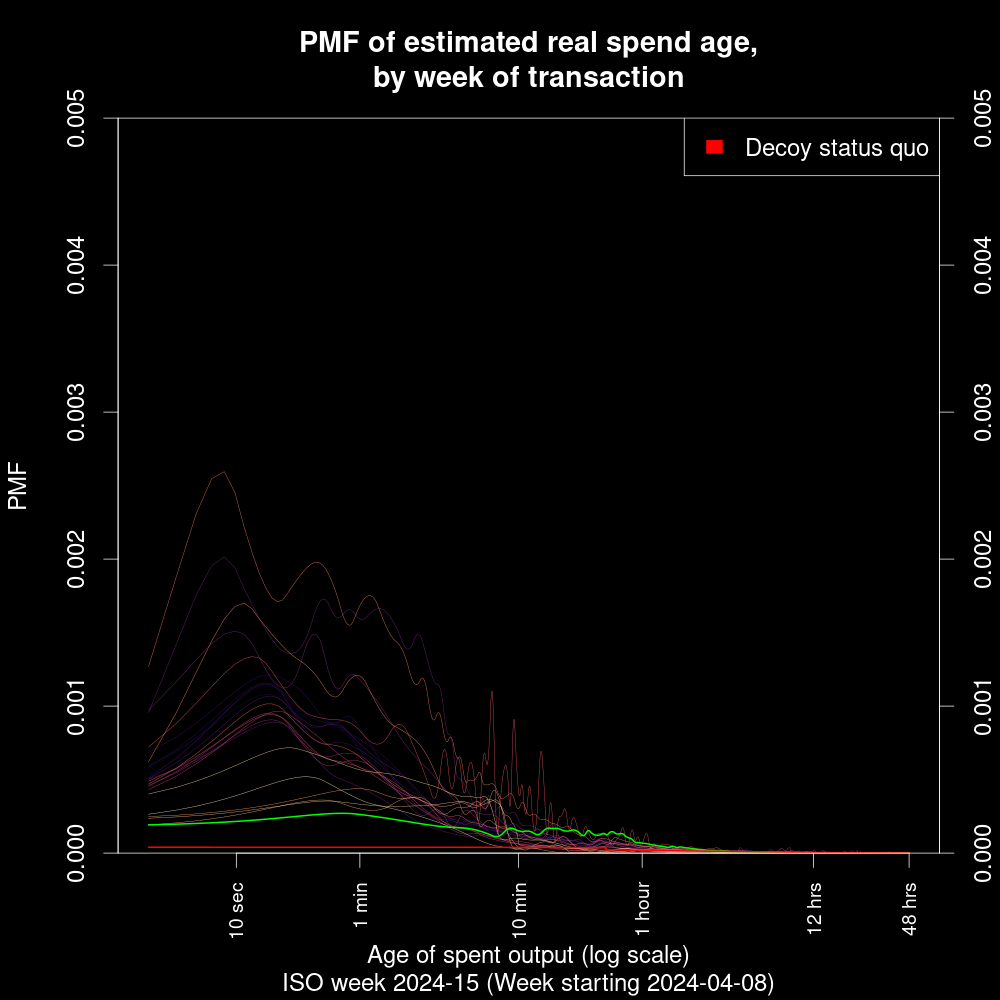 PMF of estimated real spend age,
by week of transaction
Decoy status quo
PMF
0.005
0.004
0.003
0.002
0.001
0.000
0.005
0.004
0.003
0.002
0.001
0.000
10 sec
1 min
10 min
1 hour
12 hrs
48 hrs
Age of spent output (log scale)
ISO week 2024-15 (Week starting 2024-04-08)